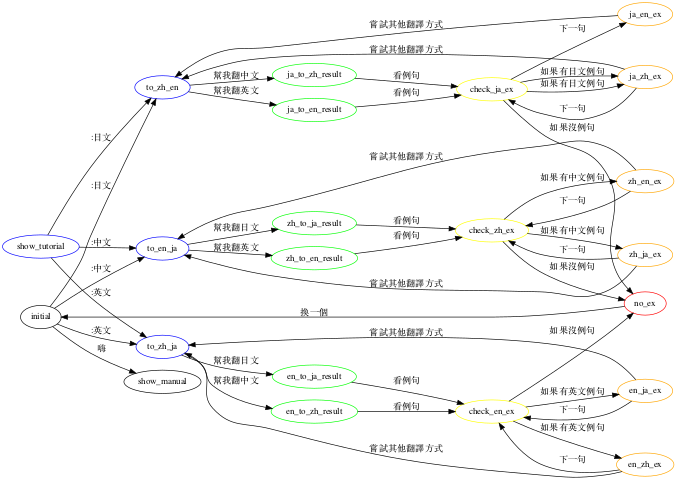 ja_en_ex
嘗試其他翻譯方式
下一句
嘗試其他翻譯方式
幫我翻中文
ja_to_zh_result
看例句
如果有日文例句
ja_zh_ex
to_zh_en
幫我翻英文
check_ja_ex
如果有日文例句
ja_to_en_result
看例句
下一句
:日文
如果沒例句
嘗試其他翻譯方式
:日文
如果有中文例句
zh_en_ex
下一句
zh_to_ja_result
幫我翻日文
看例句
check_zh_ex
如果有中文例句
show_tutorial
:中文
to_en_ja
幫我翻英文
看例句
下一句
zh_ja_ex
zh_to_en_result
:中文
如果沒例句
嘗試其他翻譯方式
:英文
no_ex
initial
換一個
:英文
如果沒例句
嘗試其他翻譯方式
嗨
to_zh_ja
幫我翻日文
en_to_ja_result
看例句
show_manual
幫我翻中文
如果有英文例句
en_ja_ex
en_to_zh_result
看例句
check_en_ex
下一句
如果有英文例句
嘗試其他翻譯方式
下一句
en_zh_ex